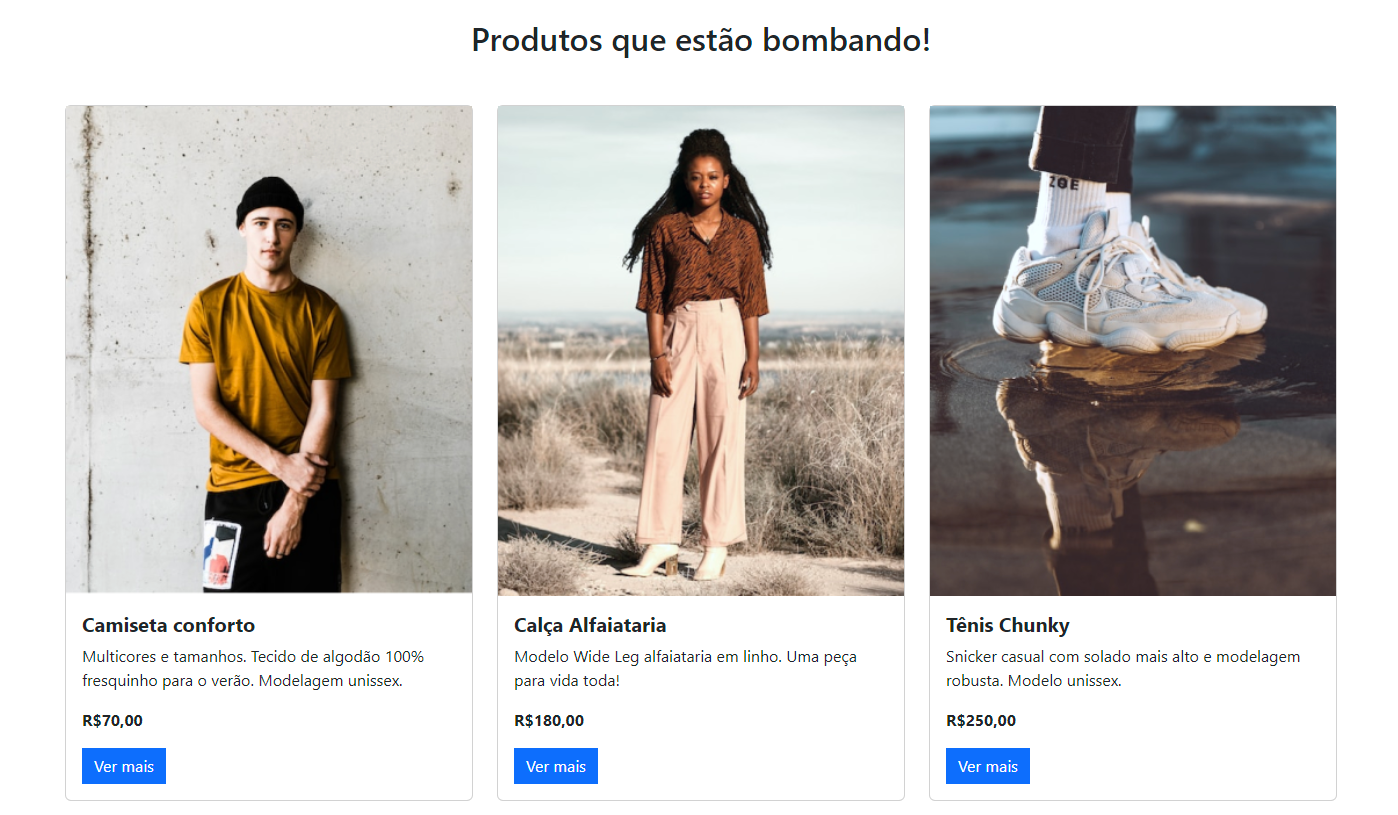 Produtos que estão bombando!
ZOE
Camiseta conforto
Multicores e tamanhos. Tecido de algodão 100%
fresquinho para o verão. Modelagem unissex.
R$70,00
Ver mais
Calça Alfaiataria
Modelo Wide Leg alfaiataria em linho. Uma peça
para vida toda!
R$180,00
Ver mais
Tênis Chunky
Snicker casual com solado mais alto e modelagem
robusta. Modelo unissex.
R$250,00
Ver mais